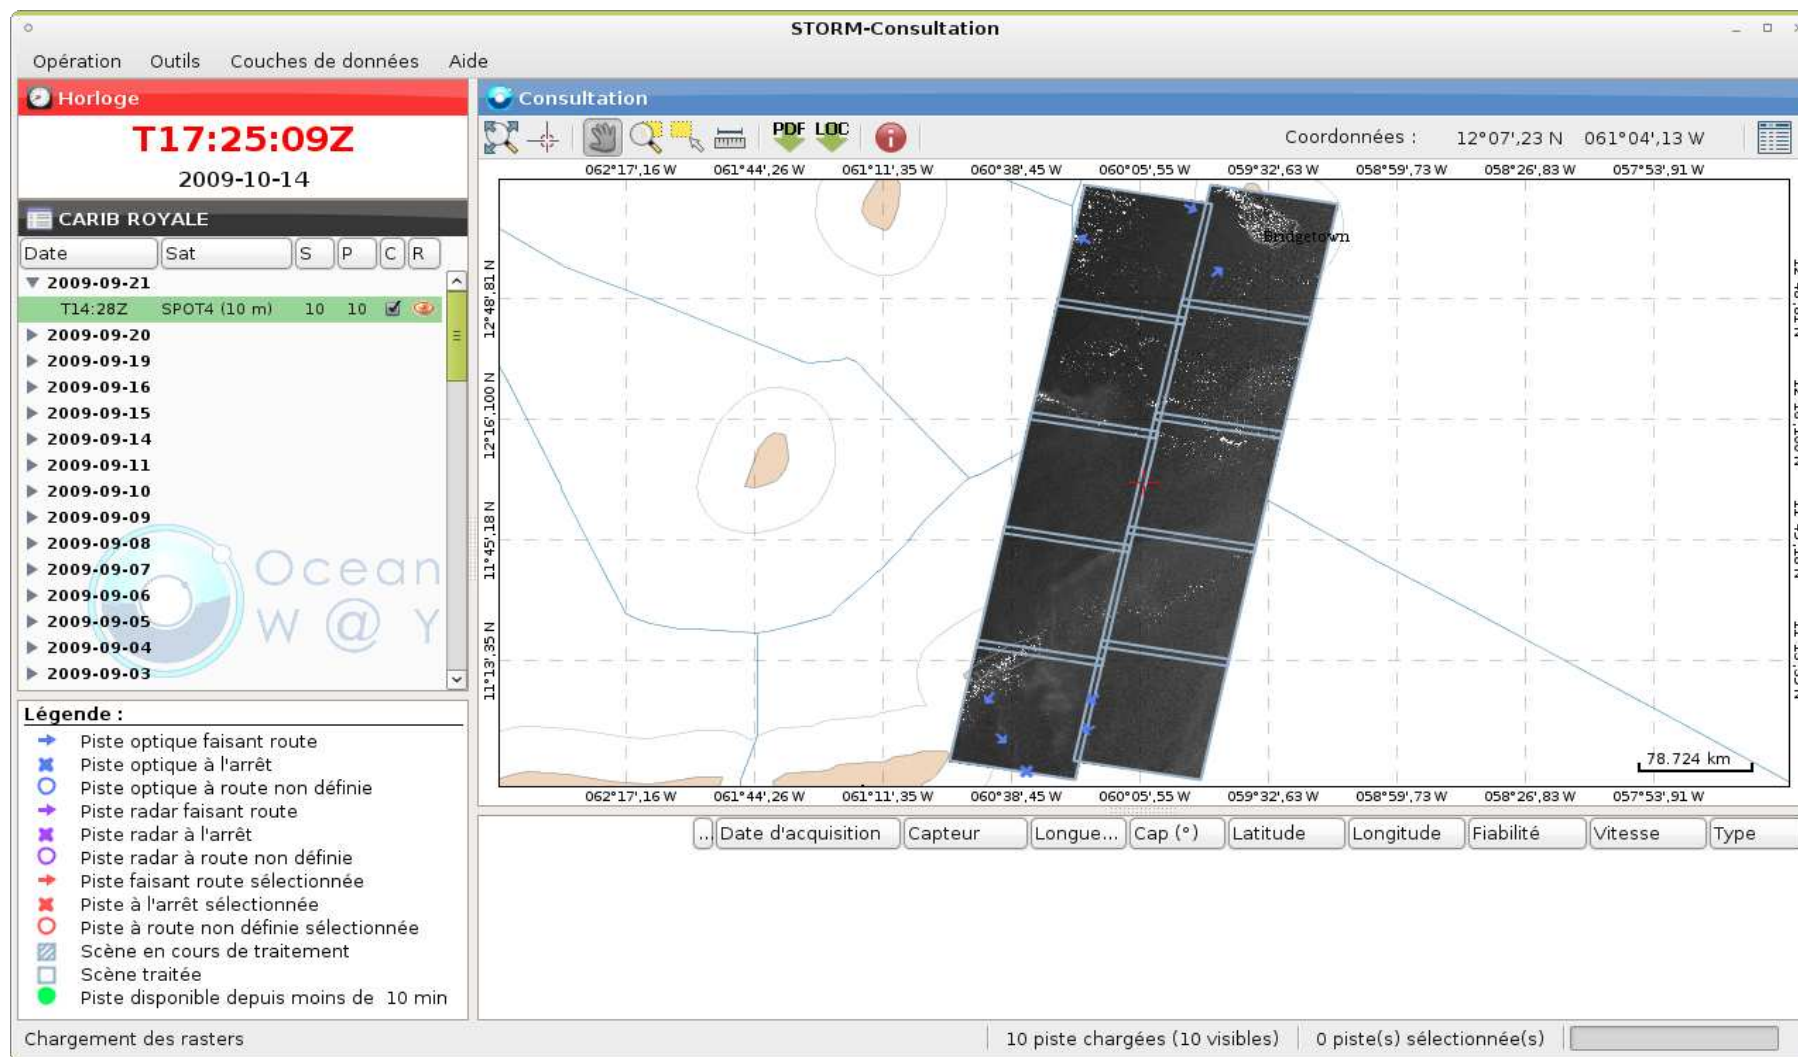 STORM-Consultation
Opération Outils Couches de données Aide
Horloge
T17:25:09Z
2009-10-14
CARIB ROYALE
Date Sat S P C R
2009-09-21
T14:28Z SPOT4 (10 m) 10 10
2009-09-20
2009-09-19
2009-09-16
2009-09-15
2009-09-14
2009-09-11
2009-09-10
2009-09-09
2009-09-08
2009-09-07
2009-09-06
2009-09-05
2009-09-04
2009-09-03
Ocean
W @ Y
Légende :
Piste optique faisant route
Piste optique à l'arrêt
Piste optique à route non définie
Piste radar faisant route
Piste radar à l'arrêt
Piste radar à route non définie
Piste faisant route sélectionnée
Piste à l'arrêt sélectionnée
Piste à route non définie sélectionnée
Scène en cours de traitement
Scène traitée
Piste disponible depuis moins de 10 min
Consultation
PDF LOC
Coordonnées : 12°07',23 N 061°04',13 W
062°17',16 W 061°44',26 W 061°11',35 W 060°38',45 W 060°05',55 W 059°32',63 W 058°59',73 W 058°26',83 W 057°53',91 W
12°48',81 N
12°16',100 N
11°45',18 N
11°13',35 N
Bridgetown
78.724 km
062°17',16 W 061°44',26 W 061°11',35 W 060°38',45 W 060°05',55 W 059°32',63 W 058°59',73 W 058°26',83 W 057°53',91 W
... Date d'acquisition Capteur Longue... Cap (°) Latitude Longitude Fiabilité Vitesse Type
Chargement des rasters
10 piste chargées (10 visibles) 0 piste(s) sélectionnée(s)